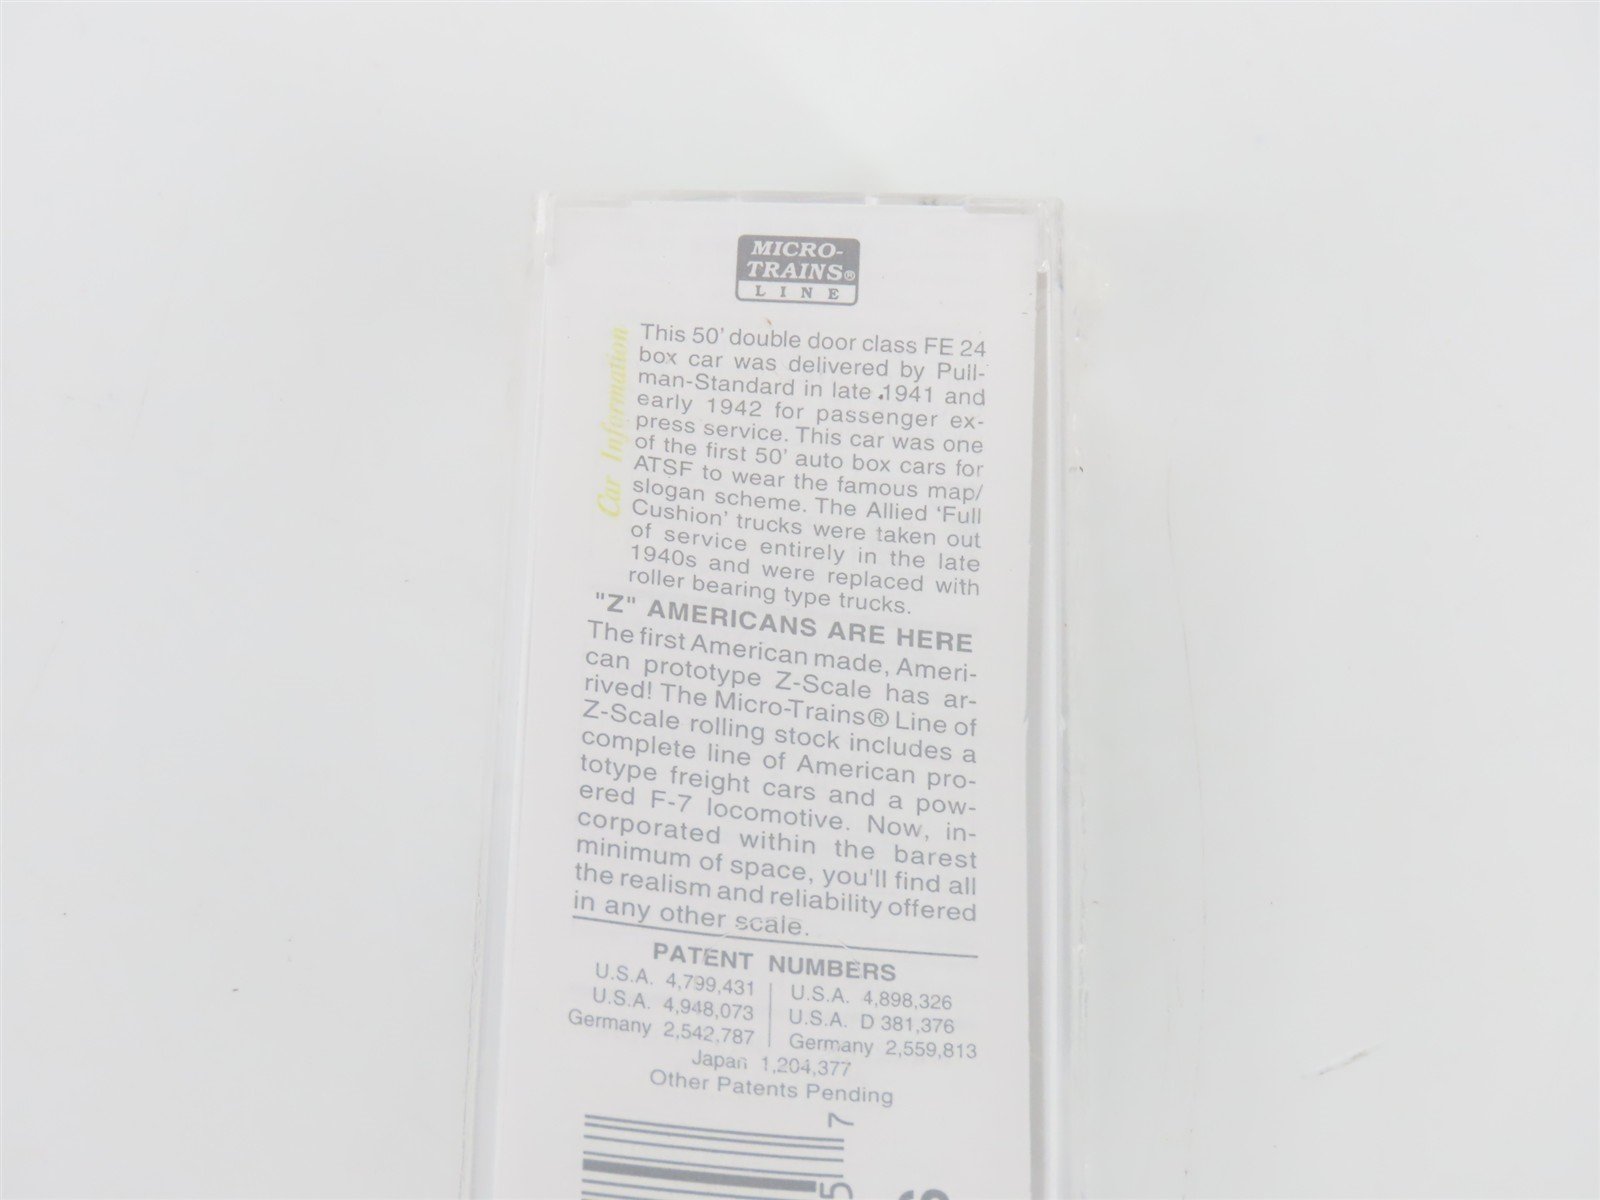 MICRO-
TRAINS®
LINE
Car Information
This 50' double door class FE 24
box car was delivered by Pull-
man-Standard in late 1941 and
early 1942 for passenger ex-
press service. This car was one
of the first 50' auto box cars for
ATSF to wear the famous map/
slogan scheme. The Allied 'Full
Cushion' trucks were taken out
of service entirely in the late
1940s and were replaced with
roller bearing type trucks.
"Z" AMERICANS ARE HERE
The first American made, Ameri-
can prototype Z-Scale has ar-
rived! The Micro-Trains® Line of
Z-Scale rolling stock includes a
complete line of American pro-
totype freight cars and a pow-
ered F-7 locomotive. Now, in-
corporated within the barest
minimum of space, you'll find all
the realism and reliability offered
in any other scale.
PATENT NUMBERS
U.S.A. 4,799,431 | U.S.A. 4,898,326
U.S.A. 4,948,073 | U.S.A. D 381,376
Germany 2,542,787 | Germany 2,559,813
Japan 1,204,377
Other Patents Pending
7
5